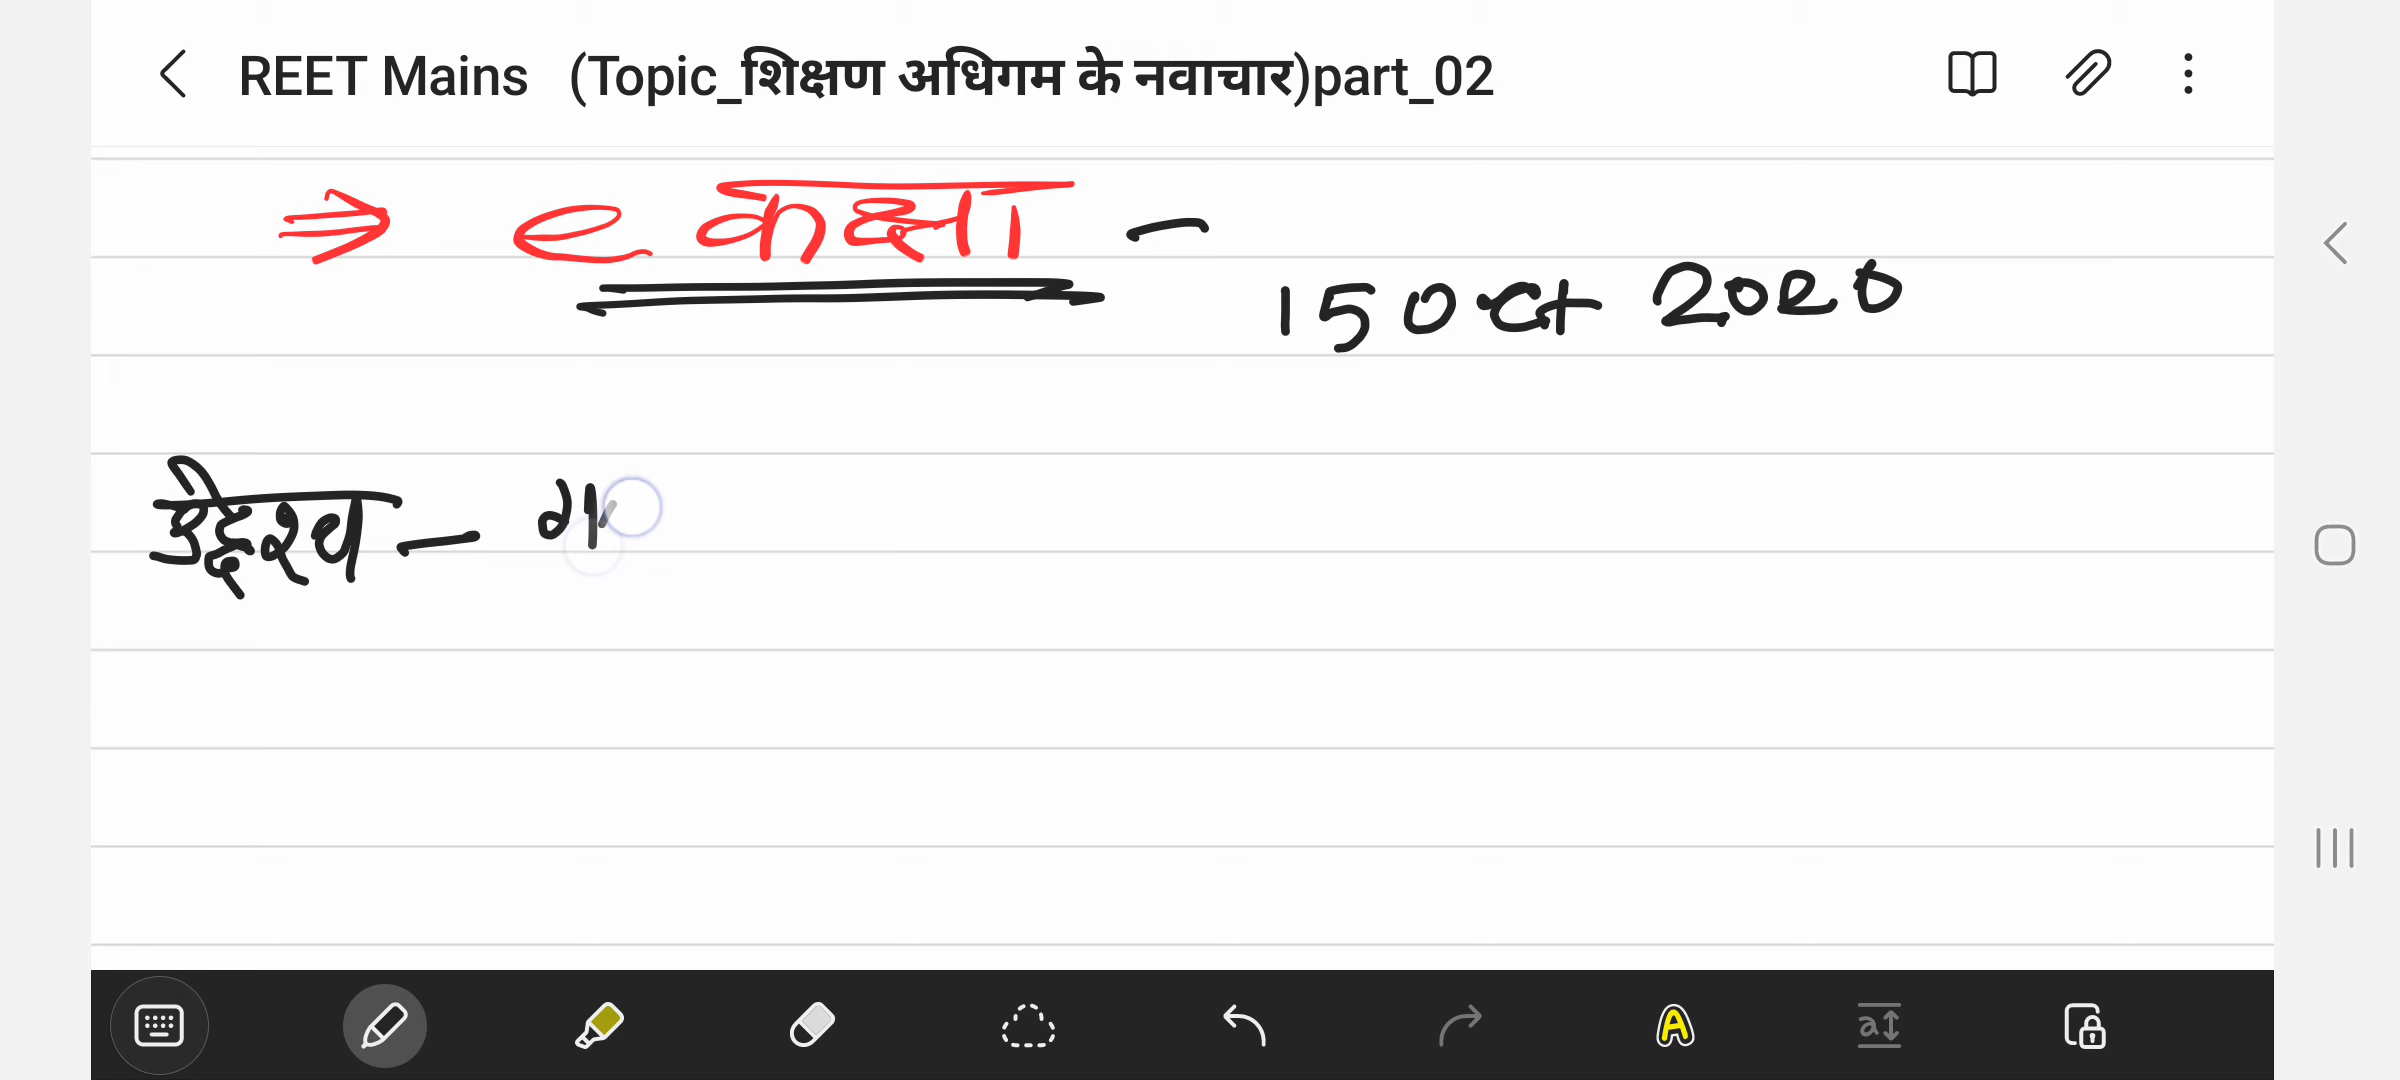 REET Mains (Topic_शिक्षण अधिगम के नवाचार)part_02
⇒ e कक्षा -
15 Oct 2020
उद्देश्य -